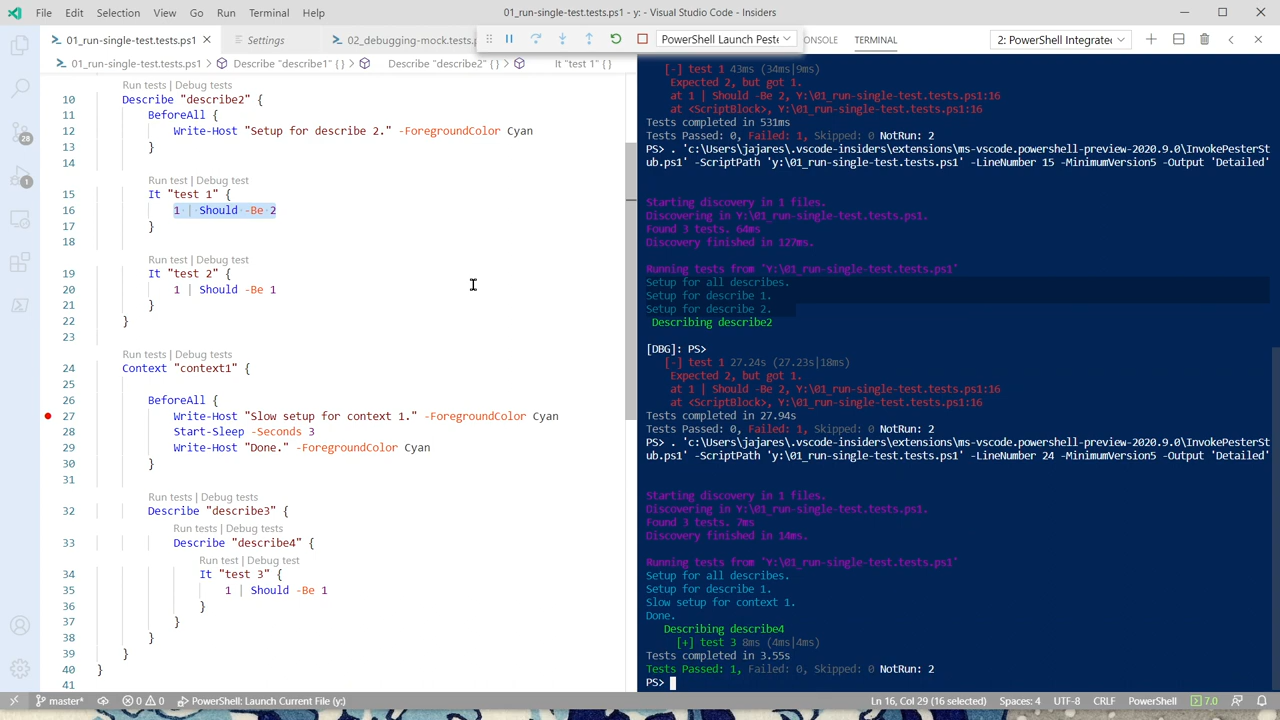 File Edit Selection View ... 01_run-single-test.tests.ps1 - y: - Visual Studio Code - Insiders
01_run-single-test.tests.ps1 Settings 02_debugging-mock.tests. PowerShell Launch Peste ONSOLE TERMINAL 2: PowerShell Integrate
01_run-single-test.tests.ps1 > Describe "describe1" { } > Describe "describe2" { } > It "test 1" { }
Run tests | Debug tests
10 Describe "describe2" {
11 BeforeAll {
12 Write-Host "Setup for describe 2." -ForegroundColor Cyan
13 }
14
Run test | Debug test
15 It "test 1" {
16 1 | Should -Be 2
17 }
18
Run test | Debug test
19 It "test 2" {
20 1 | Should -Be 1
21 }
22 }
23
Run tests | Debug tests
24 Context "context1" {
25
26 BeforeAll {
27 Write-Host "Slow setup for context 1." -ForegroundColor Cyan
28 Start-Sleep -Seconds 3
29 Write-Host "Done." -ForegroundColor Cyan
30 }
31
Run tests | Debug tests
32 Describe "describe3" {
Run tests | Debug tests
33 Describe "describe4" {
Run test | Debug test
34 It "test 3" {
35 1 | Should -Be 1
36 }
37 }
38 }
39 }
40 }
41
28
1
[-] test 1 43ms (34ms|9ms)
Expected 2, but got 1.
at 1 | Should -Be 2, Y:\01_run-single-test.tests.ps1:16
at <ScriptBlock>, Y:\01_run-single-test.tests.ps1:16
Tests completed in 531ms
Tests Passed: 0, Failed: 1, Skipped: 0 NotRun: 2
PS> . 'c:\Users\jajares\.vscode-insiders\extensions\ms-vscode.powershell-preview-2020.9.0\InvokePesterSt
ub.ps1' -ScriptPath 'y:\01_run-single-test.tests.ps1' -LineNumber 15 -MinimumVersion5 -Output 'Detailed'
Starting discovery in 1 files.
Discovering in Y:\01_run-single-test.tests.ps1.
Found 3 tests. 64ms
Discovery finished in 127ms.
Running tests from 'Y:\01_run-single-test.tests.ps1'
Setup for all describes.
Setup for describe 1.
Setup for describe 2.
Describing describe2
[DBG]: PS>
[-] test 1 27.24s (27.23s|18ms)
Expected 2, but got 1.
at 1 | Should -Be 2, Y:\01_run-single-test.tests.ps1:16
at <ScriptBlock>, Y:\01_run-single-test.tests.ps1:16
Tests completed in 27.94s
Tests Passed: 0, Failed: 1, Skipped: 0 NotRun: 2
PS> . 'c:\Users\jajares\.vscode-insiders\extensions\ms-vscode.powershell-preview-2020.9.0\InvokePesterSt
ub.ps1' -ScriptPath 'y:\01_run-single-test.tests.ps1' -LineNumber 24 -MinimumVersion5 -Output 'Detailed'
Starting discovery in 1 files.
Discovering in Y:\01_run-single-test.tests.ps1.
Found 3 tests. 7ms
Discovery finished in 14ms.
Running tests from 'Y:\01_run-single-test.tests.ps1'
Setup for all describes.
Setup for describe 1.
Slow setup for context 1.
Done.
Describing describe4
[+] test 3 8ms (4ms|4ms)
Tests completed in 3.55s
Tests Passed: 1, Failed: 0, Skipped: 0 NotRun: 2
PS>
master* 0 0 PowerShell: Launch Current File (y:) Ln 16, Col 29 (16 selected) Spaces: 4 UTF-8 CRLF PowerShell 7.0